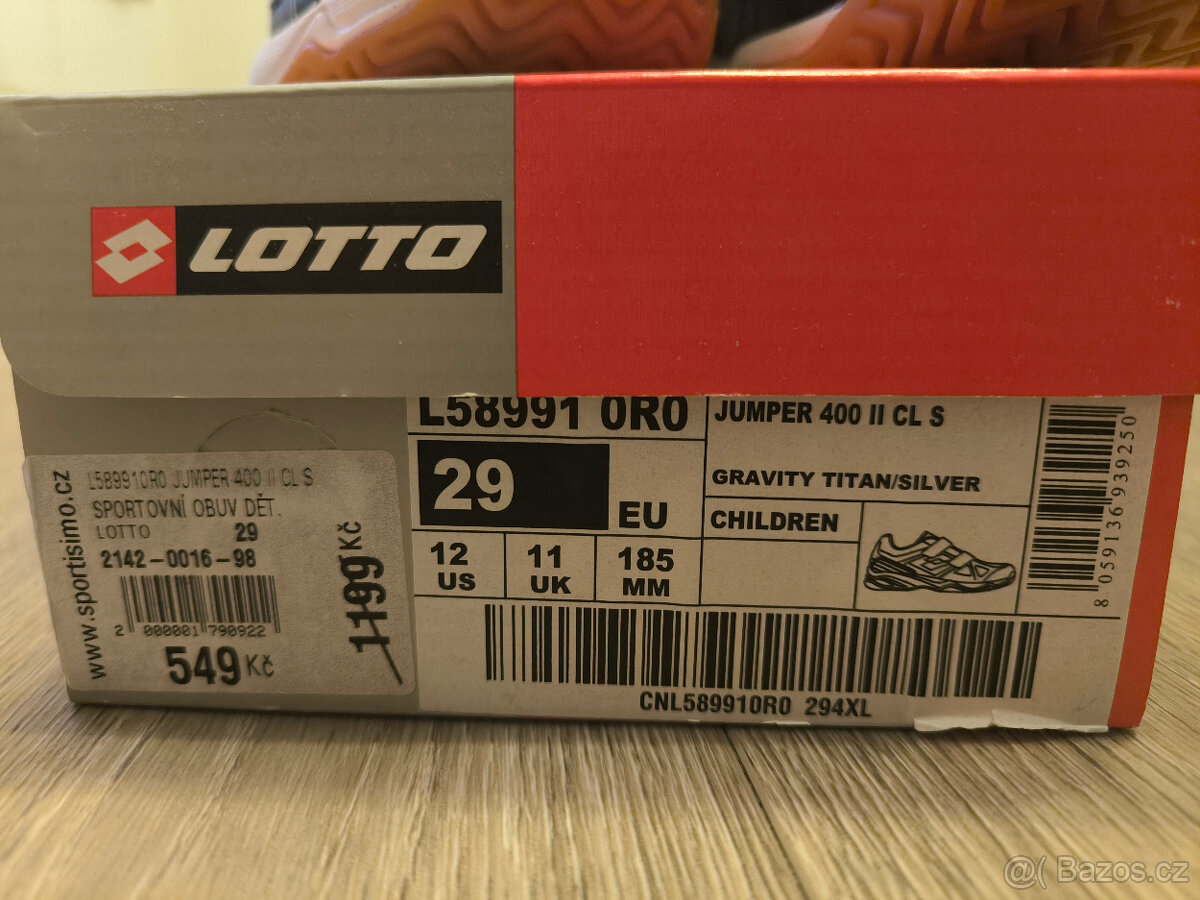 LOTTO
L58991 0R0
JUMPER 400 II CL S
29
EU
GRAVITY TITAN/SILVER
CHILDREN
12
US
11
UK
185
MM
8 059136 939250
CNL589910R0 294XL
www.sportisimo.cz
L589910R0 JUMPER 400 II CL S
SPORTOVNÍ OBUV DĚT.
LOTTO 29
2142-0016-98
2 000001 790922
549 Kč
1199 Kč
@( Bazos.cz